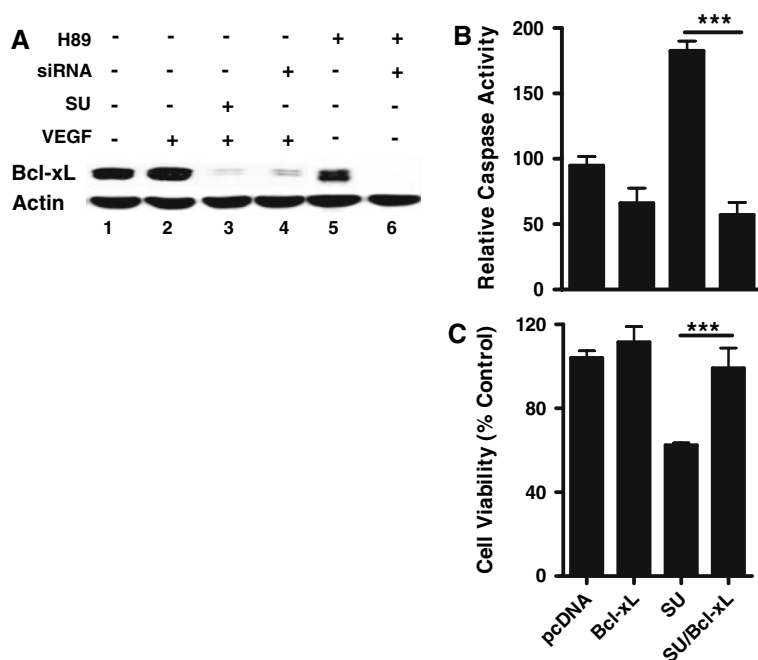 A
H89 - - - - + +
siRNA - - - + - +
SU - - + - - -
VEGF - + + + - -
Bcl-xL
Actin
1 2 3 4 5 6
B
***
Relative Caspase Activity
200
150
100
50
0
C
***
Cell Viability (% Control)
120
80
40
0
pcDNA
Bcl-xL
SU
SU/Bcl-xL